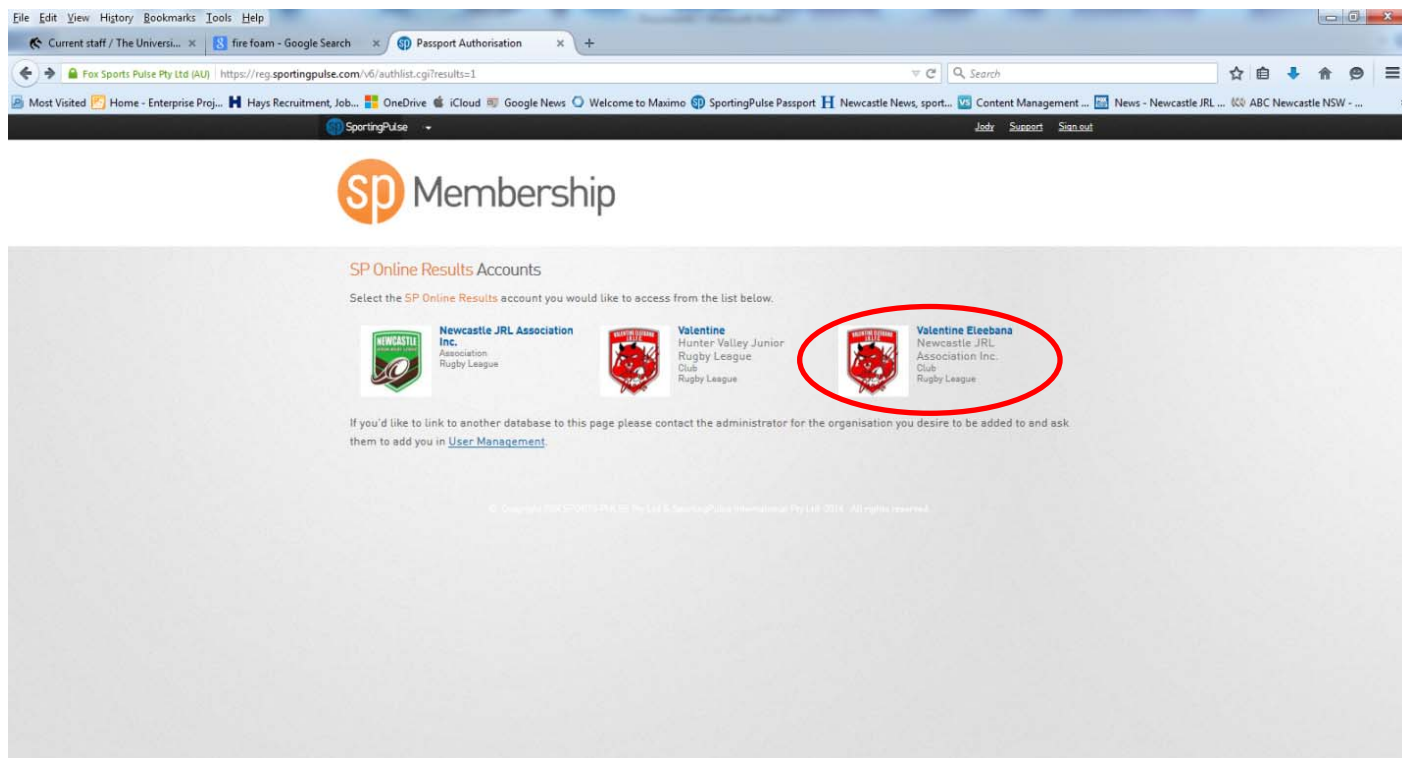 File Edit View History Bookmarks Tools Help
Current staff / The Universi... × fire foam - Google Search × Passport Authorisation × +
Fox Sports Pulse Pty Ltd (AU) https://reg.sportingpulse.com/v6/authlist.cgi?results=1 Search
Most Visited Home - Enterprise Proj... Hays Recruitment, Job... OneDrive iCloud Google News Welcome to Maximo SportingPulse Passport Newcastle News, sport... Content Management ... News - Newcastle JRL ... ABC Newcastle NSW - ...
SportingPulse Jody Support Sign out
sp Membership
SP Online Results Accounts
Select the SP Online Results account you would like to access from the list below.
NEWCASTLE
Newcastle JRL Association
Inc.
Association
Rugby League
VALENTINE ELEEBANA
J.R.L.F.C.
Valentine
Hunter Valley Junior
Rugby League
Club
Rugby League
VALENTINE ELEEBANA
J.R.L.F.C.
Valentine Eleebana
Newcastle JRL
Association Inc.
Club
Rugby League
If you'd like to link to another database to this page please contact the administrator for the organisation you desire to be added to and ask
them to add you in User Management.